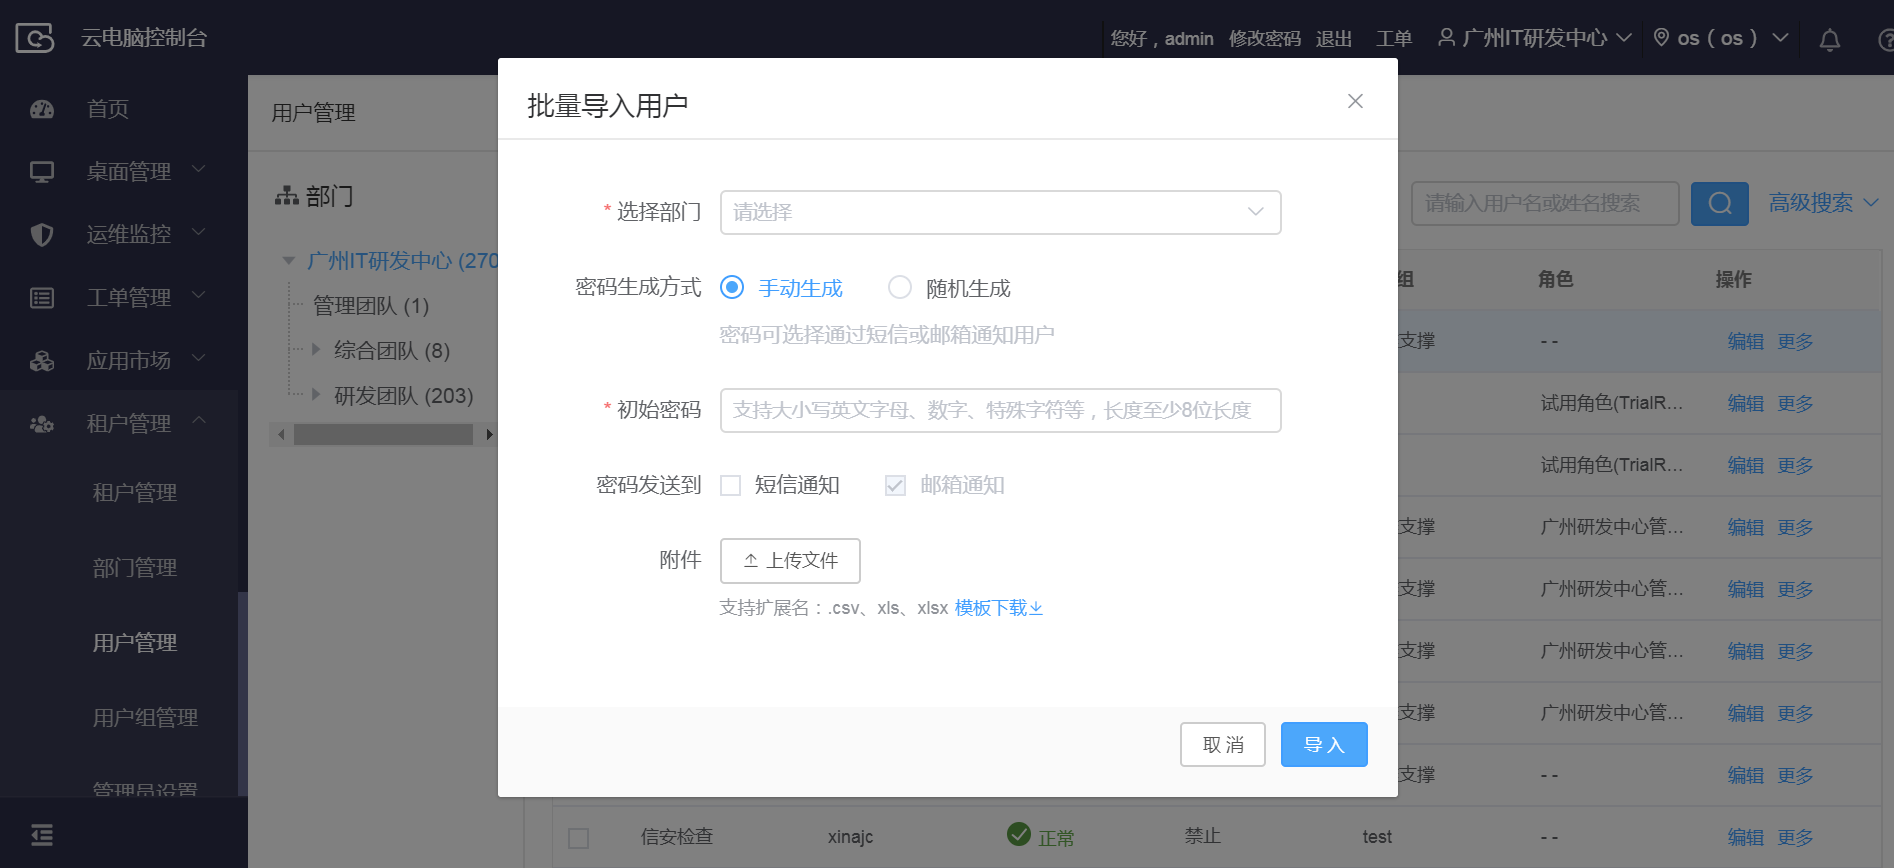 云电脑控制台
您好，admin 修改密码 退出 工单 广州IT研发中心 os（os）
首页
桌面管理
运维监控
工单管理
应用市场
租户管理
租户管理
部门管理
用户管理
用户组管理
管理员设置
用户管理
部门
广州IT研发中心 (270
管理团队 (1)
综合团队 (8)
研发团队 (203)
批量导入用户
* 选择部门 请选择
密码生成方式 手动生成 随机生成
密码可选择通过短信或邮箱通知用户
* 初始密码 支持大小写英文字母、数字、特殊字符等，长度至少8位长度
密码发送到 短信通知 邮箱通知
附件 上传文件
支持扩展名：.csv、xls、xlsx 模板下载
取 消 导 入
请输入用户名或姓名搜索 高级搜索
组 角色 操作
支撑 - - 编辑 更多
试用角色(TrialR... 编辑 更多
试用角色(TrialR... 编辑 更多
支撑 广州研发中心管... 编辑 更多
支撑 广州研发中心管... 编辑 更多
支撑 广州研发中心管... 编辑 更多
支撑 广州研发中心管... 编辑 更多
支撑 - - 编辑 更多
信安检查 xinajc 正常 禁止 test - - 编辑 更多